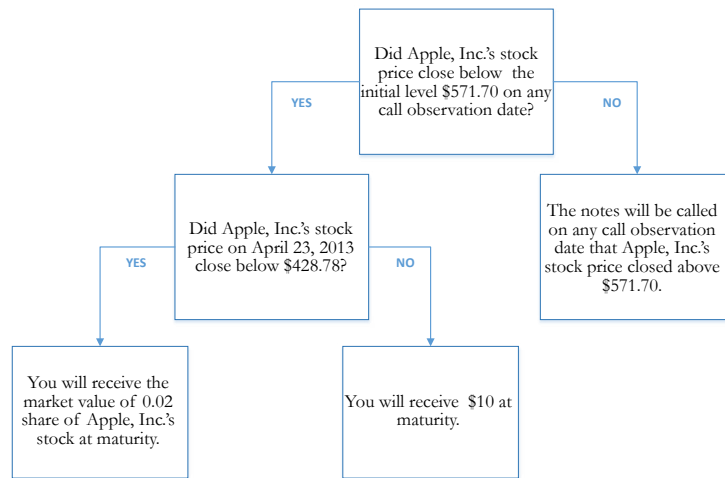 Did Apple, Inc.'s stock
price close below the
initial level $571.70 on any
call observation date?
YES
NO
Did Apple, Inc.'s stock
price on April 23, 2013
close below $428.78?
The notes will be called
on any call observation
date that Apple, Inc.'s
stock price closed above
$571.70.
YES
NO
You will receive the
market value of 0.02
share of Apple, Inc.'s
stock at maturity.
You will receive $10 at
maturity.